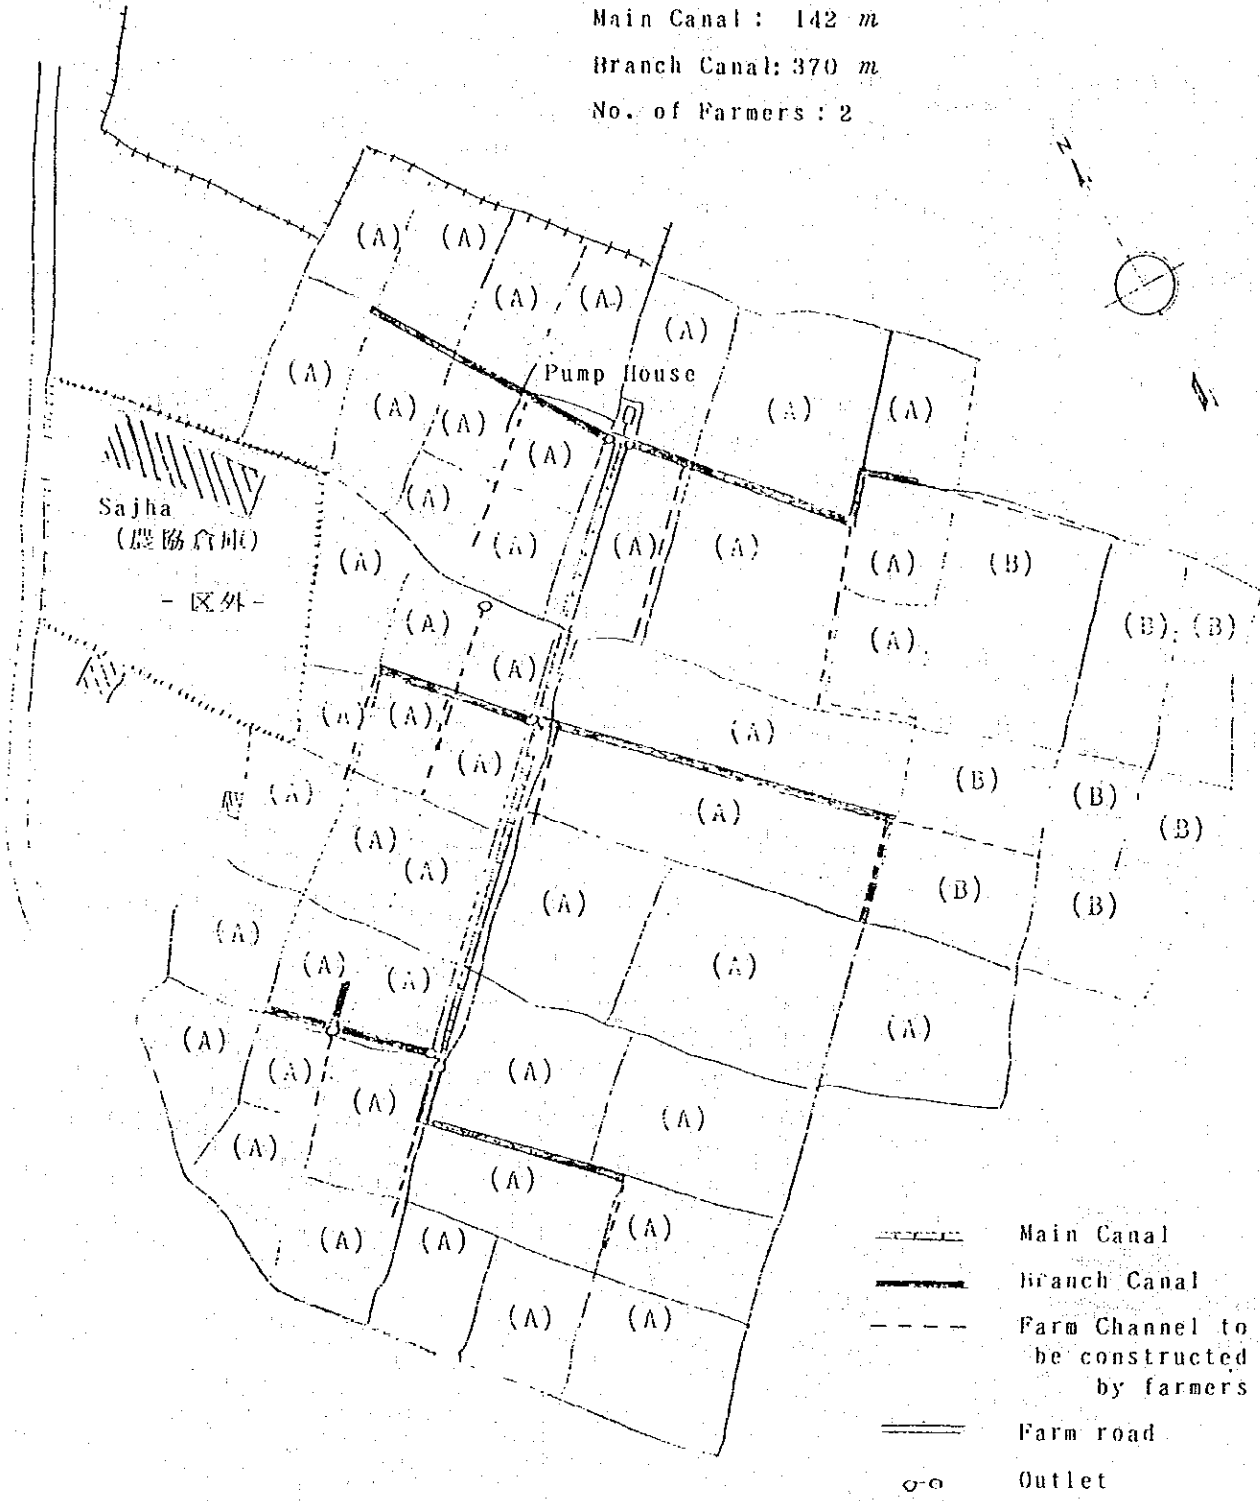 Main Canal: 142 m
Branch Canal: 370 m
No. of Farmers: 2
N
(A) (A)
(A) (A)
(A)
Pump House
(A)
(A) (A) (A) (A)
(A)
(A)
Sajha
(農協倉庫)
(A) (A) (A)
(A) (A) (B)
- 区外 -
(A) (B) (B)
(A)
(A)
(A) (A) (A)
(A) (B)
(A) (A) (B)
(B)
(A)
(A)
(B)
(A) (B)
(A)
(A) (A)
(A)
(A) (A)
(A) (A)
(A)
(A)
(A)
(A)
(A)
(A) (A)
(A) (A)
Main Canal
Branch Canal
Farm Channel to
be constructed
by farmers
Farm road
Outlet